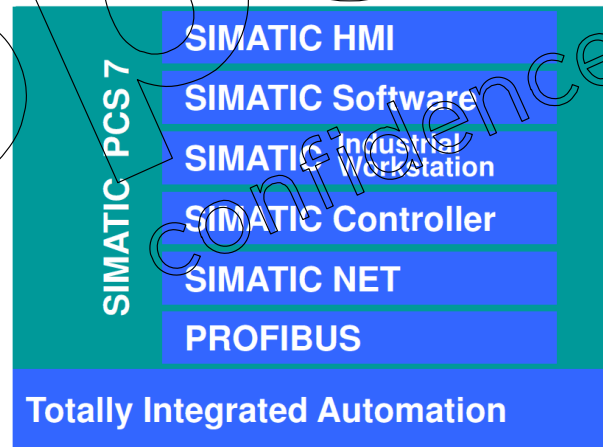 SIMATIC PCS 7
SIMATIC HMI
SIMATIC Software
SIMATIC Industrial Workstation
SIMATIC Controller
SIMATIC NET
PROFIBUS
Totally Integrated Automation
confidence